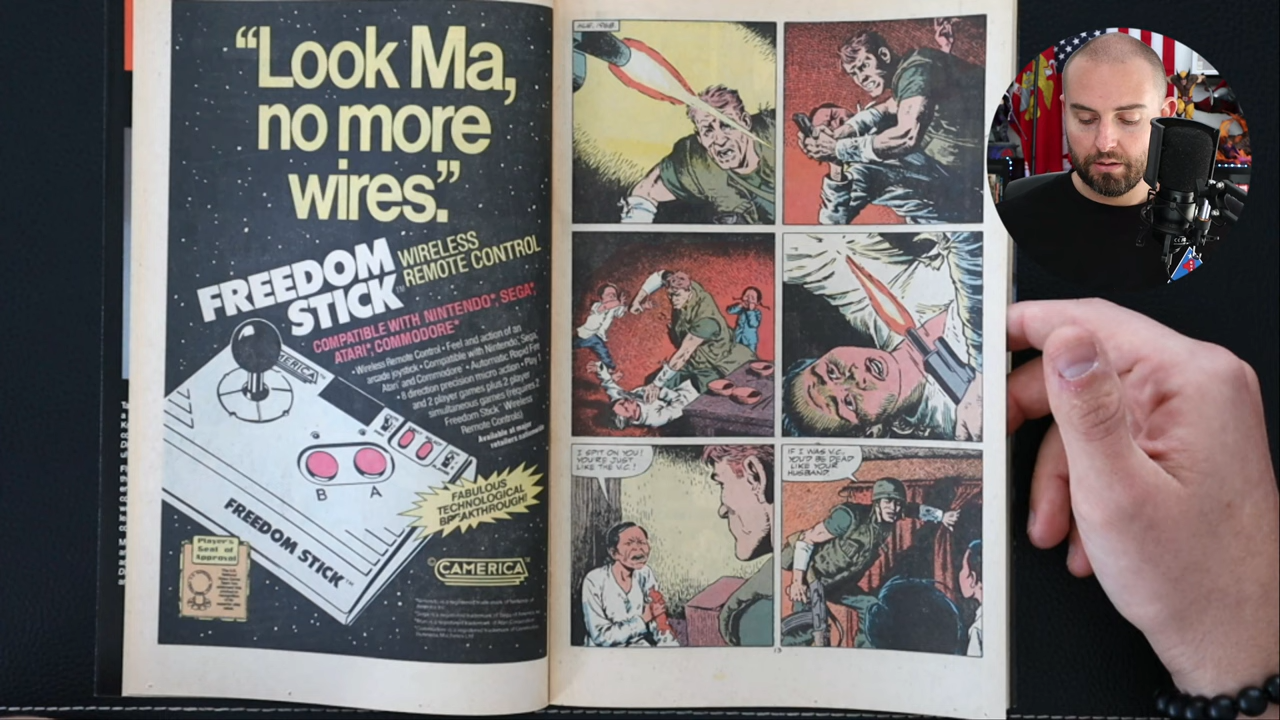 “Look Ma,
no more
wires.”
FREEDOM
STICK™
WIRELESS
REMOTE CONTROL
COMPATIBLE WITH NINTENDO*, SEGA*,
ATARI*, COMMODORE*
• Wireless Remote Control • Feel and action of an
arcade joystick • Compatible with Nintendo, Sega,
Atari and Commodore • Automatic Rapid Fire
• 8 direction precision micro action • Play 1
and 2 player games plus 2 player
simultaneous games (requires 2
Freedom Stick™ Wireless
Remote Controls)
Available at major
retailers nationwide
CAMERICA
B A
FREEDOM STICK™
FABULOUS
TECHNOLOGICAL
BREAKTHROUGH!
Player's
Seal of
Approval
©CAMERICA™
AUG. 1968
I SPIT ON YOU!
YOU'RE JUST
LIKE THE V.C.!
IF I WAS V.C.
YOU'D BE DEAD
LIKE YOUR
HUSBAND.